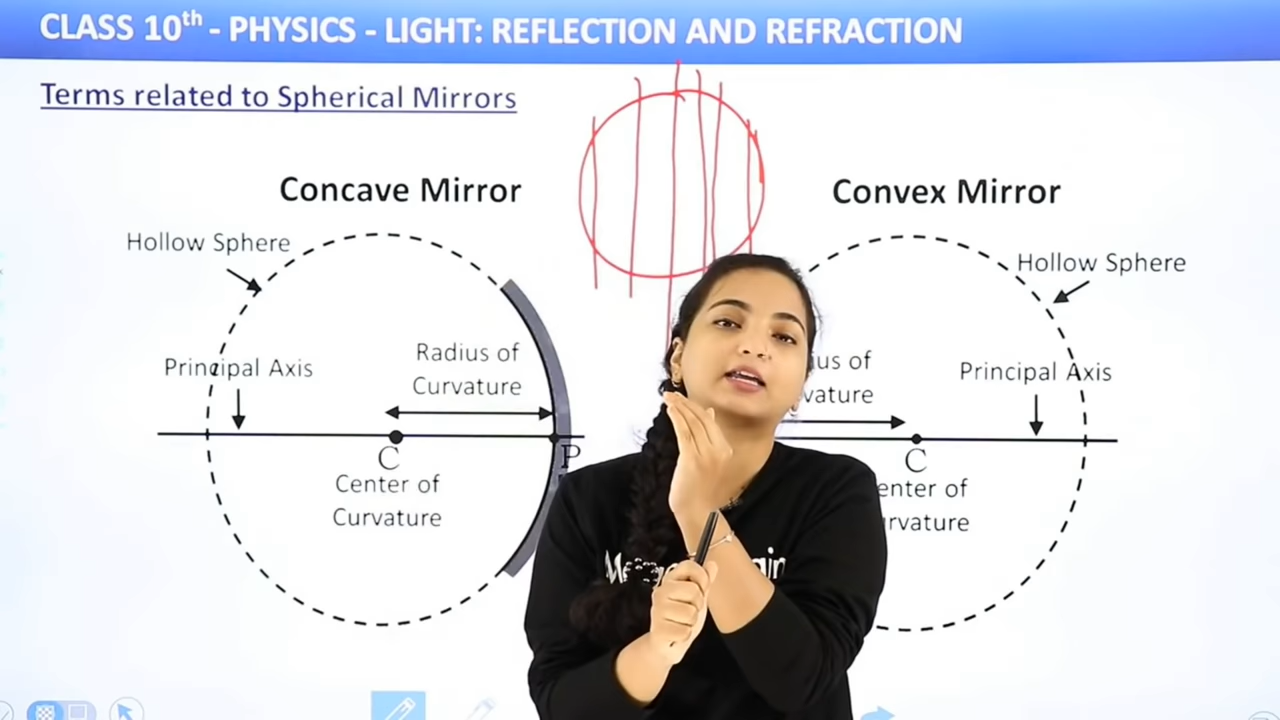 CLASS 10th - PHYSICS - LIGHT: REFLECTION AND REFRACTION
Terms related to Spherical Mirrors
Concave Mirror
Hollow Sphere
Principal Axis
Radius of
Curvature
C
P
Center of
Curvature
Convex Mirror
Hollow Sphere
Principal Axis
C